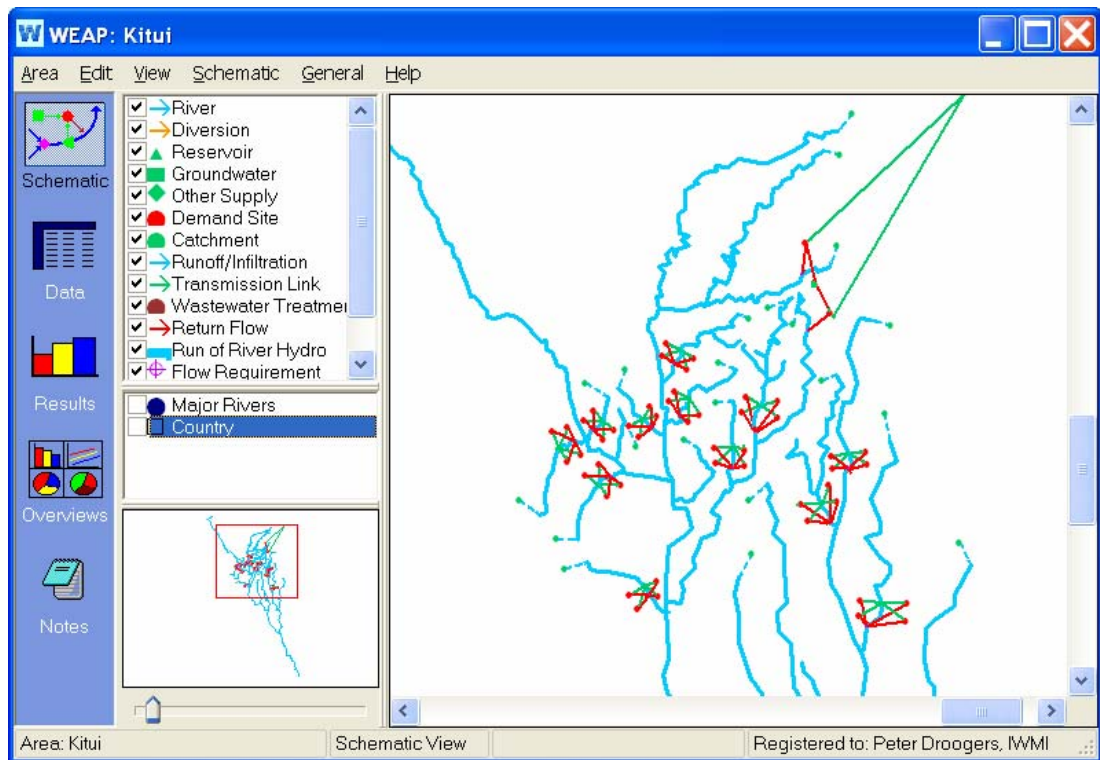 WEAP: Kitui
Area Edit View Schematic General Help
Schematic
Data
Results
Overviews
Notes
River
Diversion
Reservoir
Groundwater
Other Supply
Demand Site
Catchment
Runoff/Infiltration
Transmission Link
Wastewater Treatmer
Return Flow
Run of River Hydro
Flow Requirement
Major Rivers
Country
Area: Kitui Schematic View Registered to: Peter Droogers, IWMI